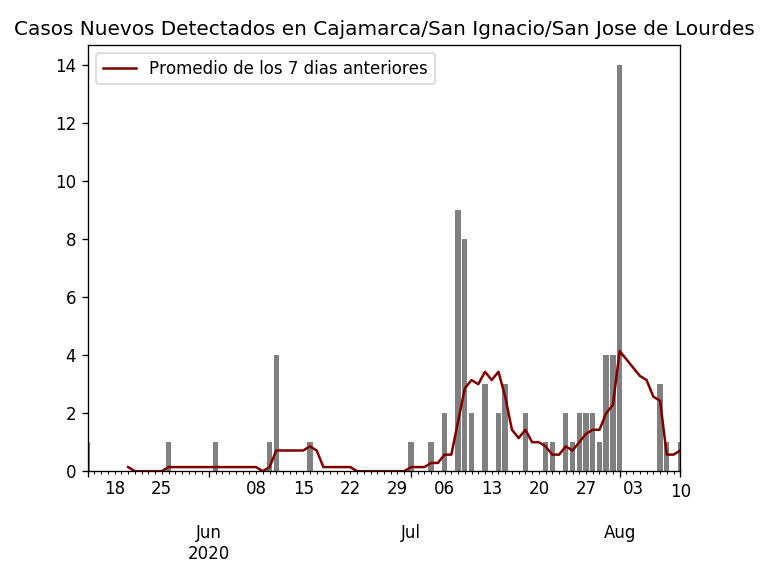 Casos Nuevos Detectados en Cajamarca/San Ignacio/San Jose de Lourdes
Promedio de los 7 dias anteriores
14
12
10
8
6
4
2
0
18 25 08 15 22 29 06 13 20 27 03 10
Jun Jul Aug
2020